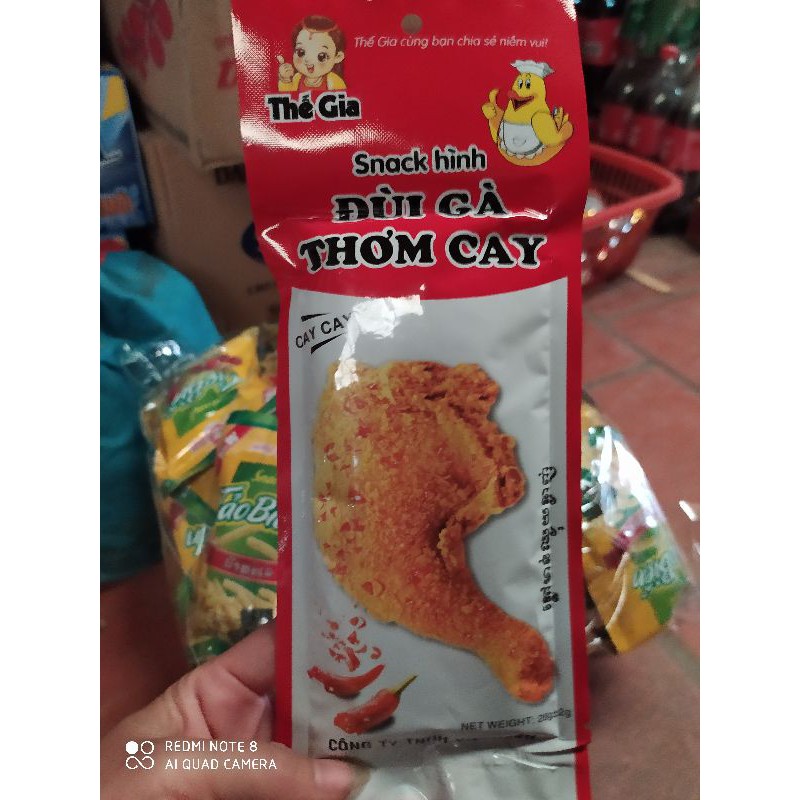 Thế Gia cùng bạn chia sẻ niềm vui!
Thế Gia
Snack hình
ĐÙI GÀ
THƠM CAY
CAY CAY
NET WEIGHT:
CÔNG TY TNHH
REDMI NOTE 8
AI QUAD CAMERA